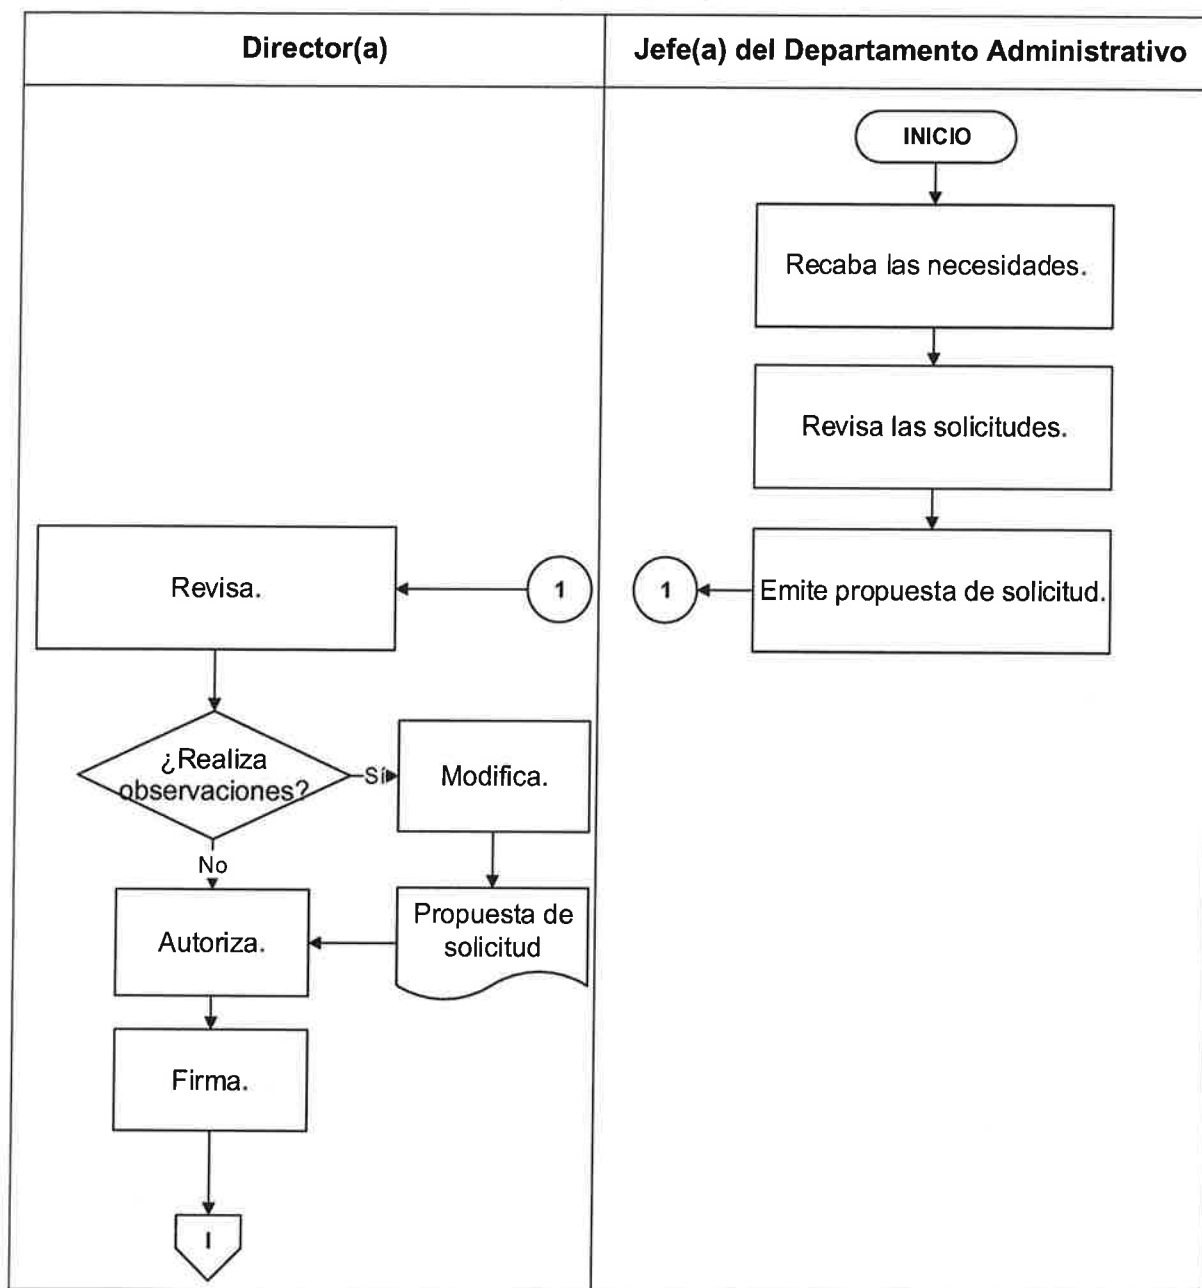 Director(a)
Jefe(a) del Departamento Administrativo
INICIO
Recaba las necesidades.
Revisa las solicitudes.
Emite propuesta de solicitud.
1
1
Revisa.
¿Realiza
observaciones?
Sí
Modifica.
No
Propuesta de
solicitud
Autoriza.
Firma.
I